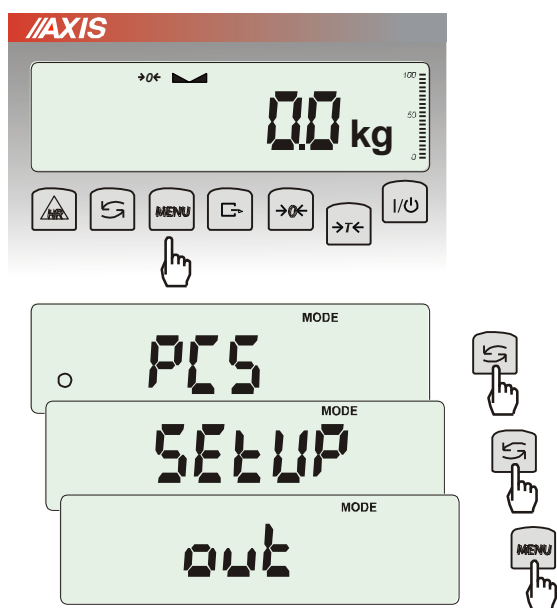 //AXIS
→0←
100
50
0
0.0 kg
HR MENU →0← →T← I/
MODE
PCS
MODE
SEtUP
MODE
out
MENU